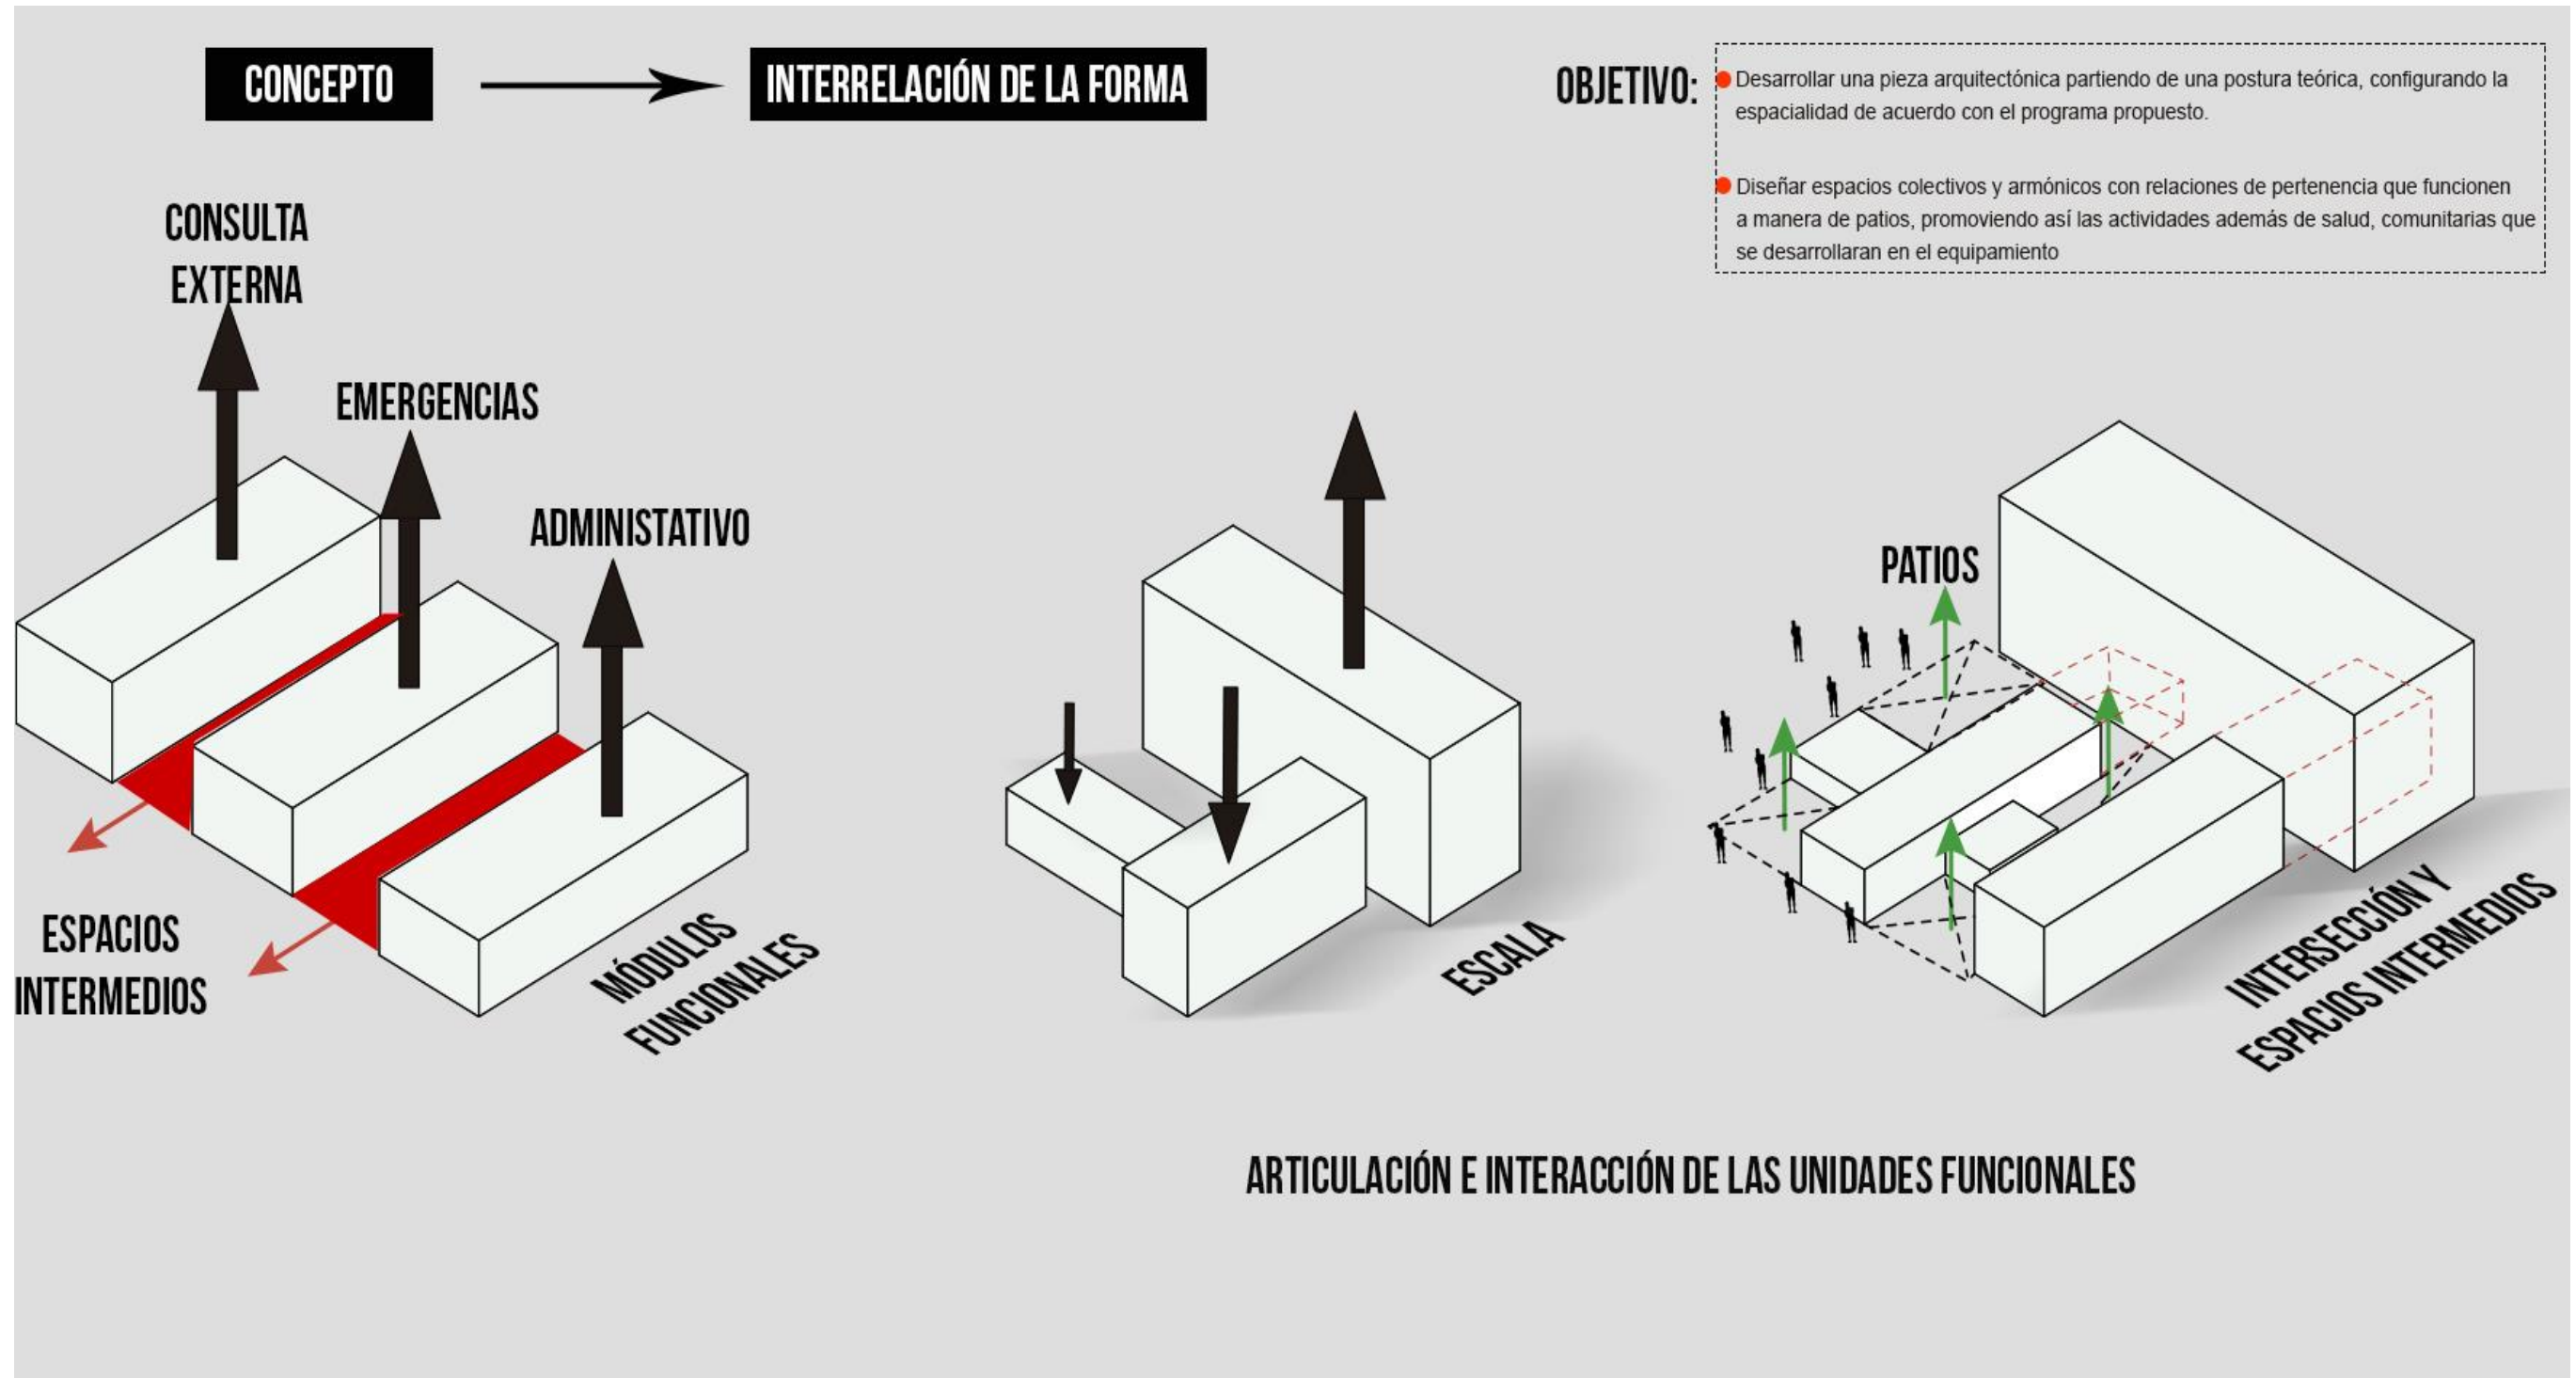 CONCEPTO
INTERRELACIÓN DE LA FORMA
OBJETIVO:
Desarrollar una pieza arquitectónica partiendo de una postura teórica, configurando la
espacialidad de acuerdo con el programa propuesto.
Diseñar espacios colectivos y armónicos con relaciones de pertenencia que funcionen
a manera de patios, promoviendo así las actividades además de salud, comunitarias que
se desarrollaran en el equipamiento
CONSULTA
EXTERNA
EMERGENCIAS
ADMINISTATIVO
ESPACIOS
INTERMEDIOS
MÓDULOS
FUNCIONALES
ESCALA
PATIOS
INTERSECCIÓN Y
ESPACIOS INTERMEDIOS
ARTICULACIÓN E INTERACCIÓN DE LAS UNIDADES FUNCIONALES